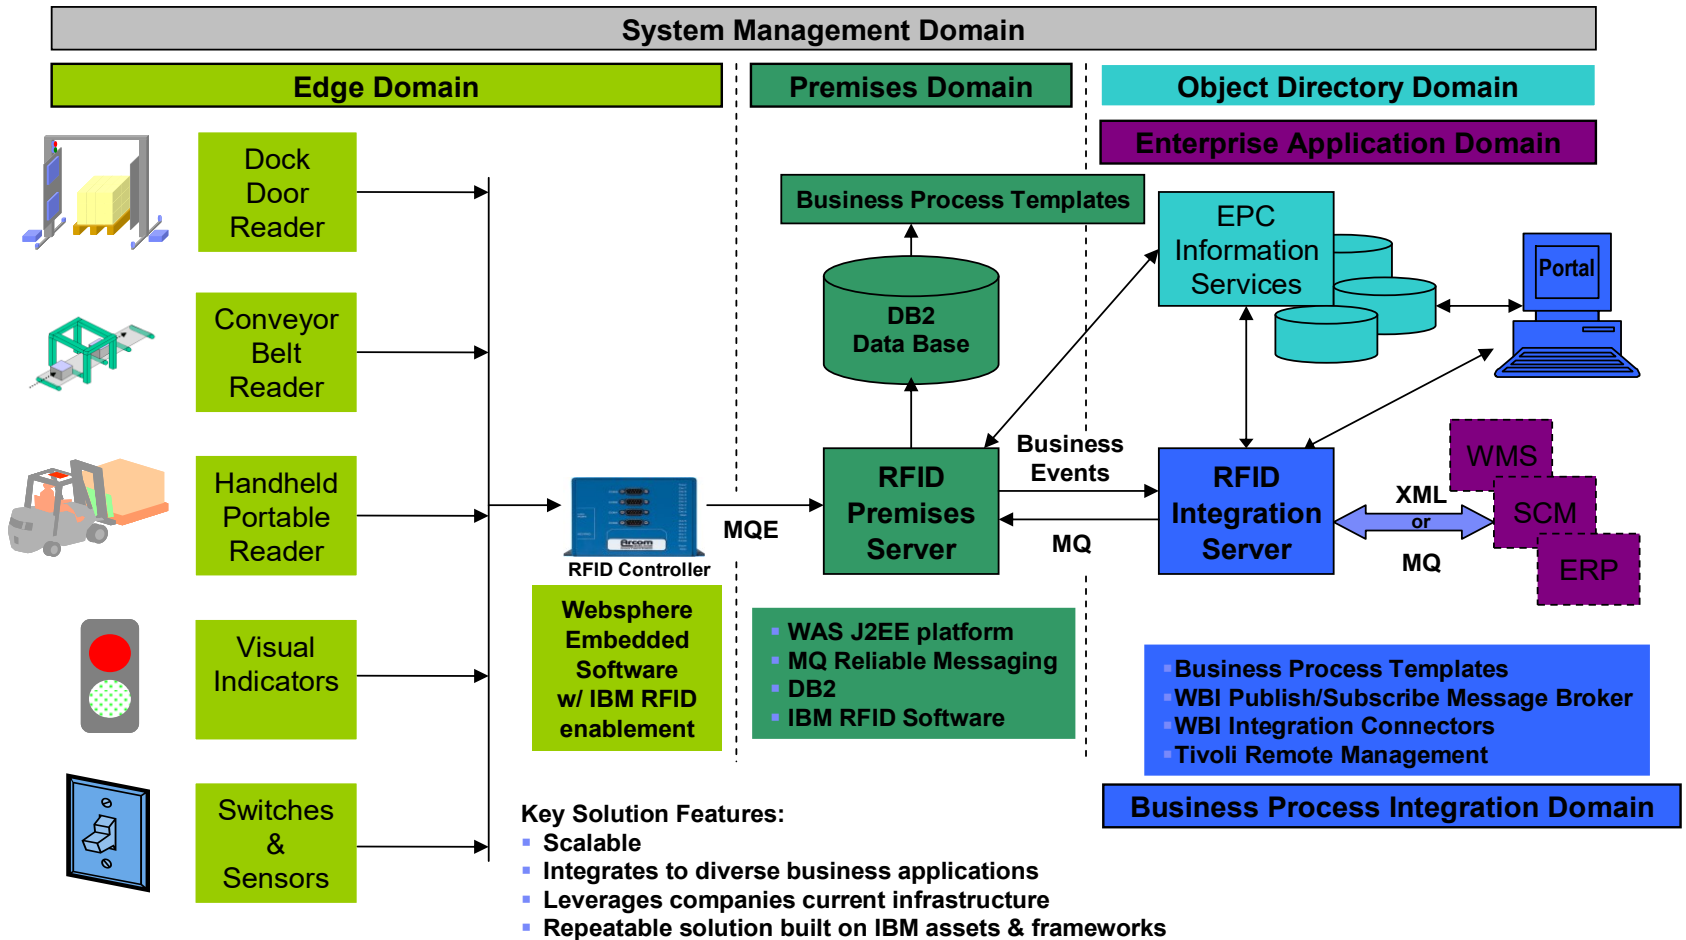 System Management Domain
Edge Domain
Premises Domain
Object Directory Domain
Enterprise Application Domain
Dock
Door
Reader
Conveyor
Belt
Reader
Handheld
Portable
Reader
Visual
Indicators
Switches
&
Sensors
Arcom
RFID Controller
Websphere
Embedded
Software
w/ IBM RFID
enablement
MQE
Business Process Templates
DB2
Data Base
RFID
Premises
Server
▪ WAS J2EE platform
▪ MQ Reliable Messaging
▪ DB2
▪ IBM RFID Software
Business
Events
MQ
EPC
Information
Services
Portal
RFID
Integration
Server
XML
or
MQ
WMS
SCM
ERP
▪ Business Process Templates
▪ WBI Publish/Subscribe Message Broker
▪ WBI Integration Connectors
▪ Tivoli Remote Management
Business Process Integration Domain
Key Solution Features:
▪ Scalable
▪ Integrates to diverse business applications
▪ Leverages companies current infrastructure
▪ Repeatable solution built on IBM assets & frameworks